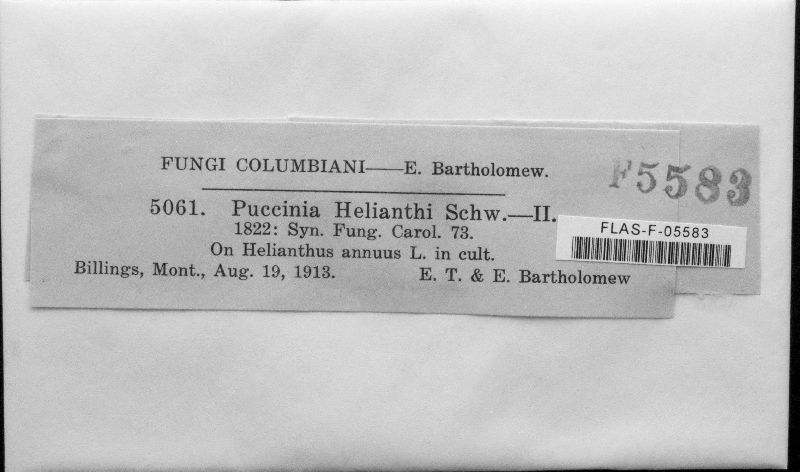 FUNGI COLUMBIANI——E. Bartholomew.
F5583
5061. Puccinia Helianthi Schw.—II.
1822: Syn. Fung. Carol. 73.
On Helianthus annuus L. in cult.
Billings, Mont., Aug. 19, 1913. E. T. & E. Bartholomew
FLAS-F-05583